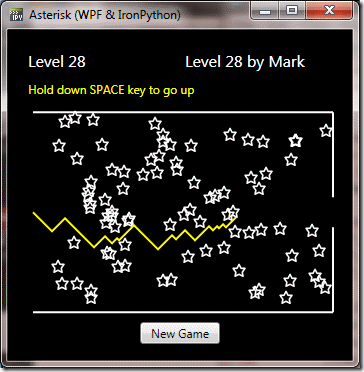 Asterisk (WPF & IronPython)
Level 28 Level 28 by Mark
Hold down SPACE key to go up
New Game